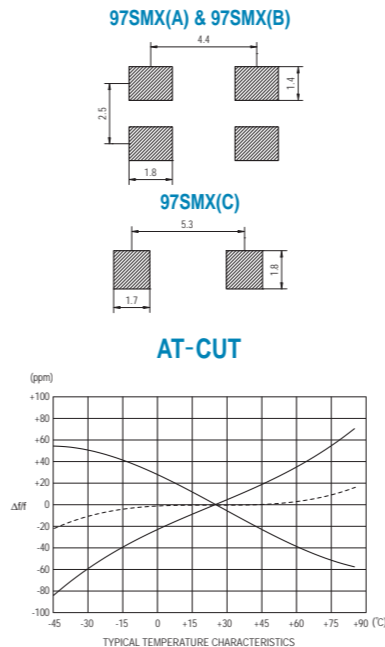 97SMX(A) & 97SMX(B)
4.4
1.4
2.5
1.8
97SMX(C)
5.3
1.8
1.7
AT-CUT
(ppm)
+100
+80
+60
+40
+20
Δf/f
0
-20
-40
-60
-80
-100
-45 -30 -15 0 +15 +30 +45 +60 +75 +90 (℃)
TYPICAL TEMPERATURE CHARACTERISTICS